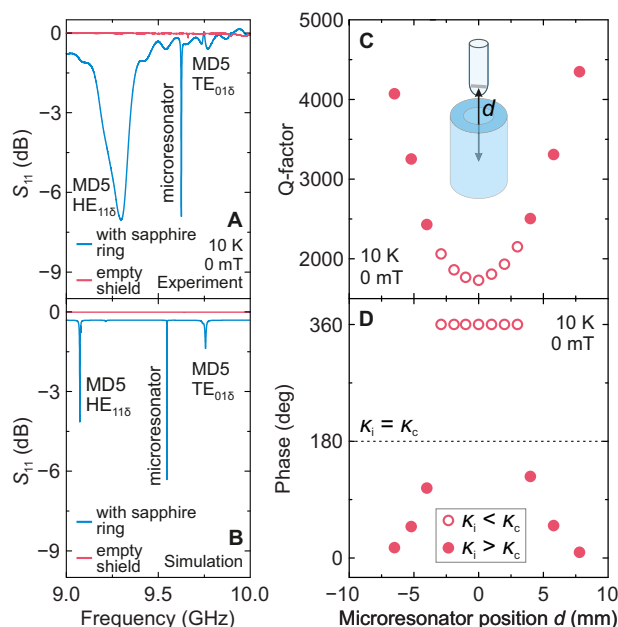 0
−3
−6
−9
S₁₁ (dB)
MD5
TE₀₁δ
microresonator
MD5
HE₁₁δ
A
with sapphire
ring
10 K
0 mT
empty
shield
Experiment
0
−3
−6
−9
S₁₁ (dB)
MD5
HE₁₁δ
microresonator
MD5
TE₀₁δ
with sapphire
ring
B
empty
shield
Simulation
9.0
9.5
10.0
Frequency (GHz)
5000
4000
3000
2000
Q-factor
C
d
10 K
0 mT
360
180
0
Phase (deg)
D
10 K
0 mT
κᵢ = κ꜀
κᵢ < κ꜀
κᵢ > κ꜀
−10
−5
0
5
10
Microresonator position d (mm)